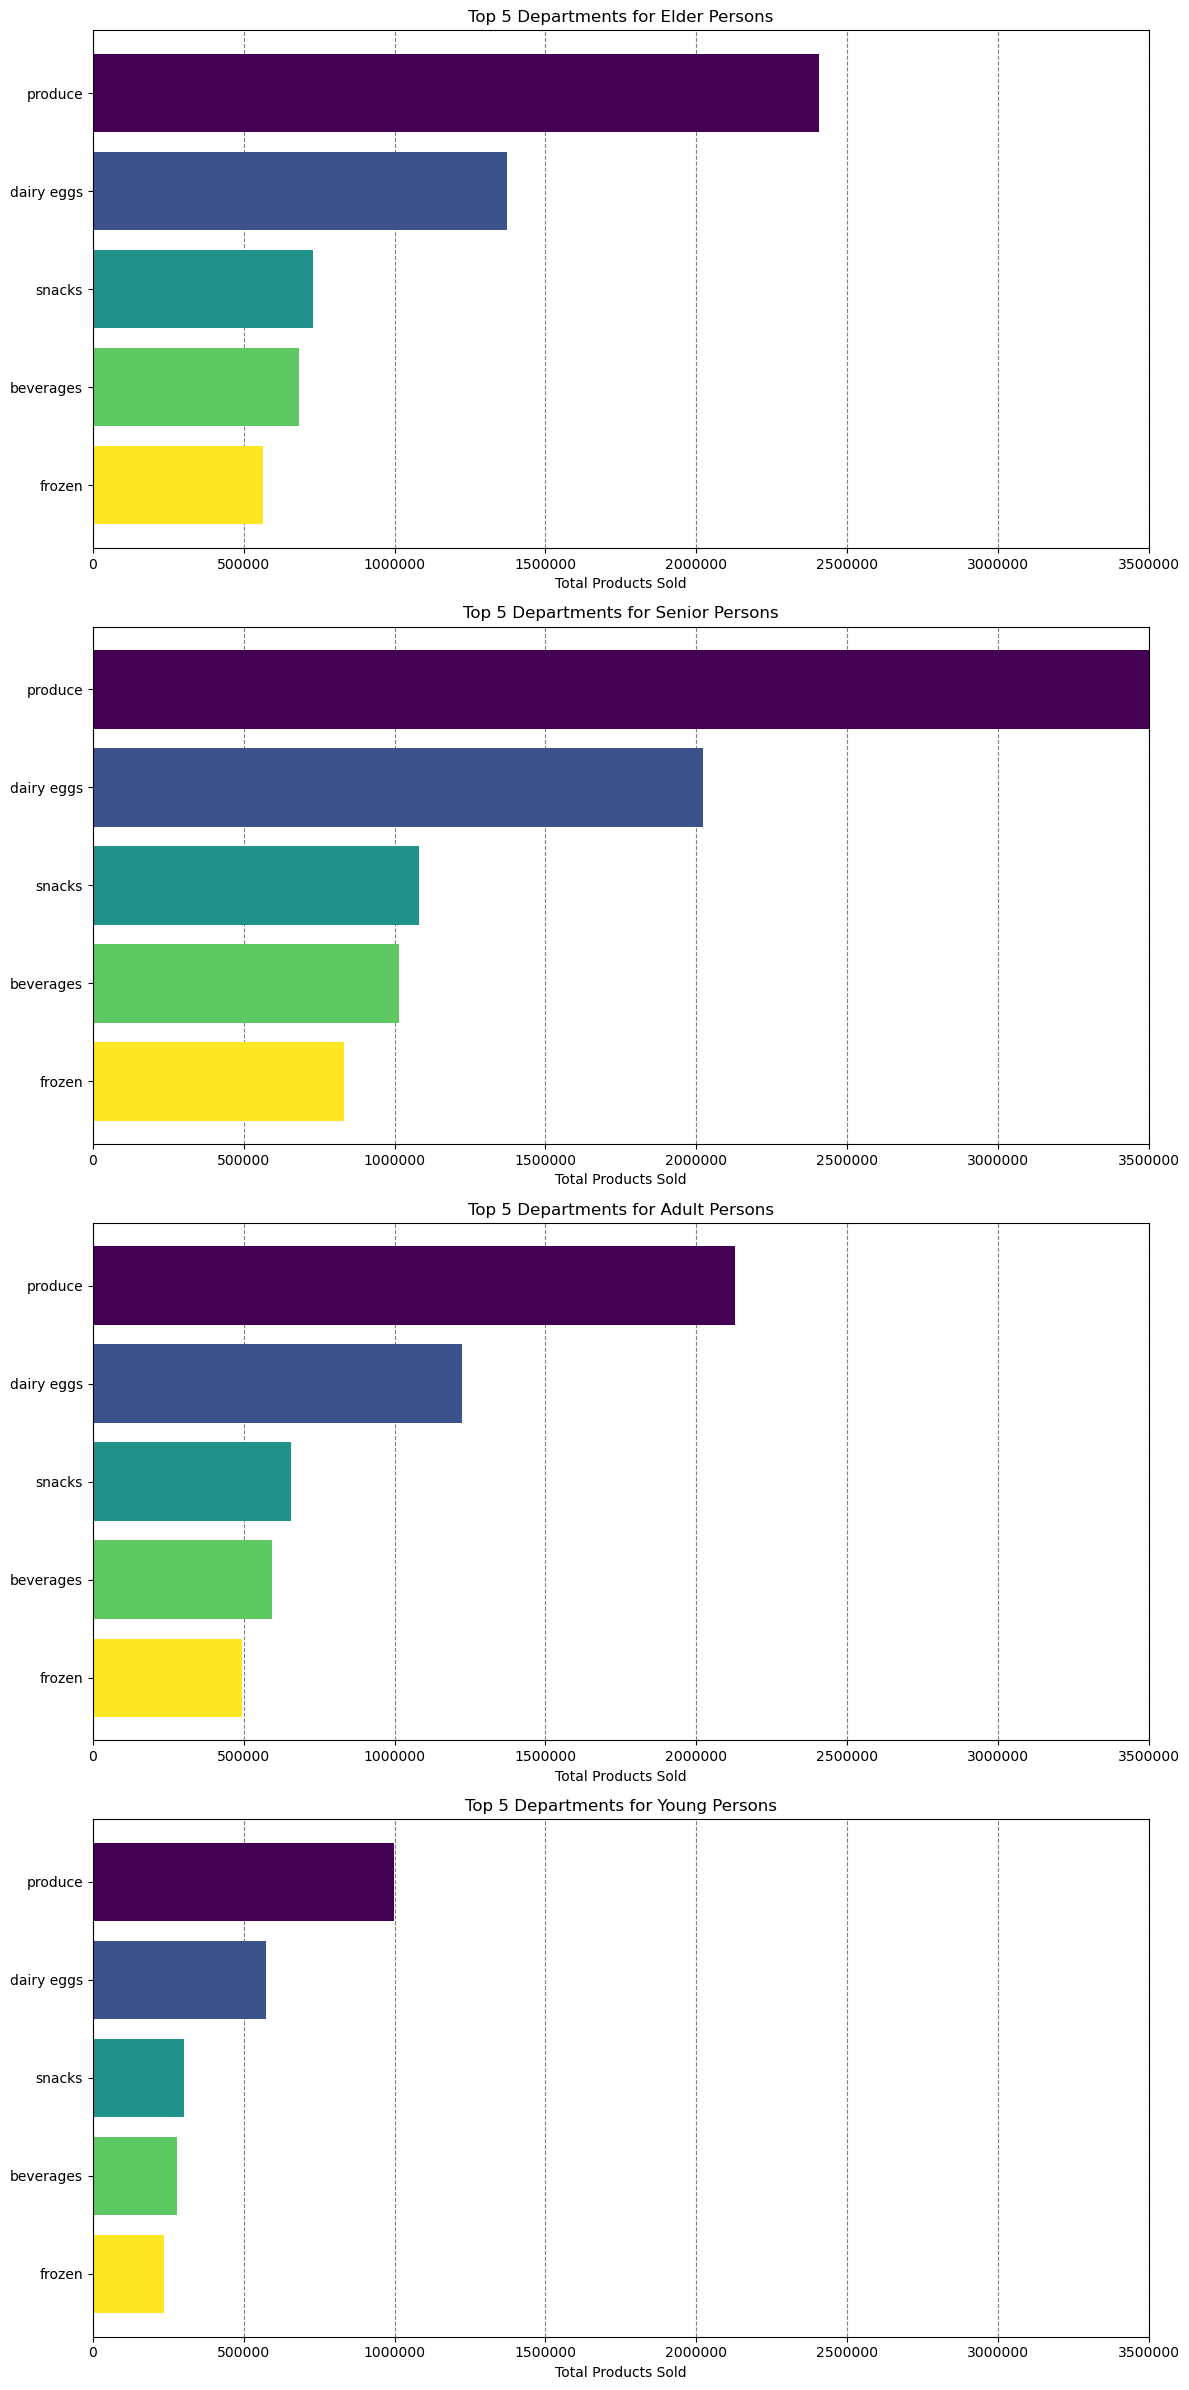 Top 5 Departments for Elder Persons
produce
dairy eggs
snacks
beverages
frozen
0 500000 1000000 1500000 2000000 2500000 3000000 3500000
Total Products Sold
Top 5 Departments for Senior Persons
produce
dairy eggs
snacks
beverages
frozen
0 500000 1000000 1500000 2000000 2500000 3000000 3500000
Total Products Sold
Top 5 Departments for Adult Persons
produce
dairy eggs
snacks
beverages
frozen
0 500000 1000000 1500000 2000000 2500000 3000000 3500000
Total Products Sold
Top 5 Departments for Young Persons
produce
dairy eggs
snacks
beverages
frozen
0 500000 1000000 1500000 2000000 2500000 3000000 3500000
Total Products Sold